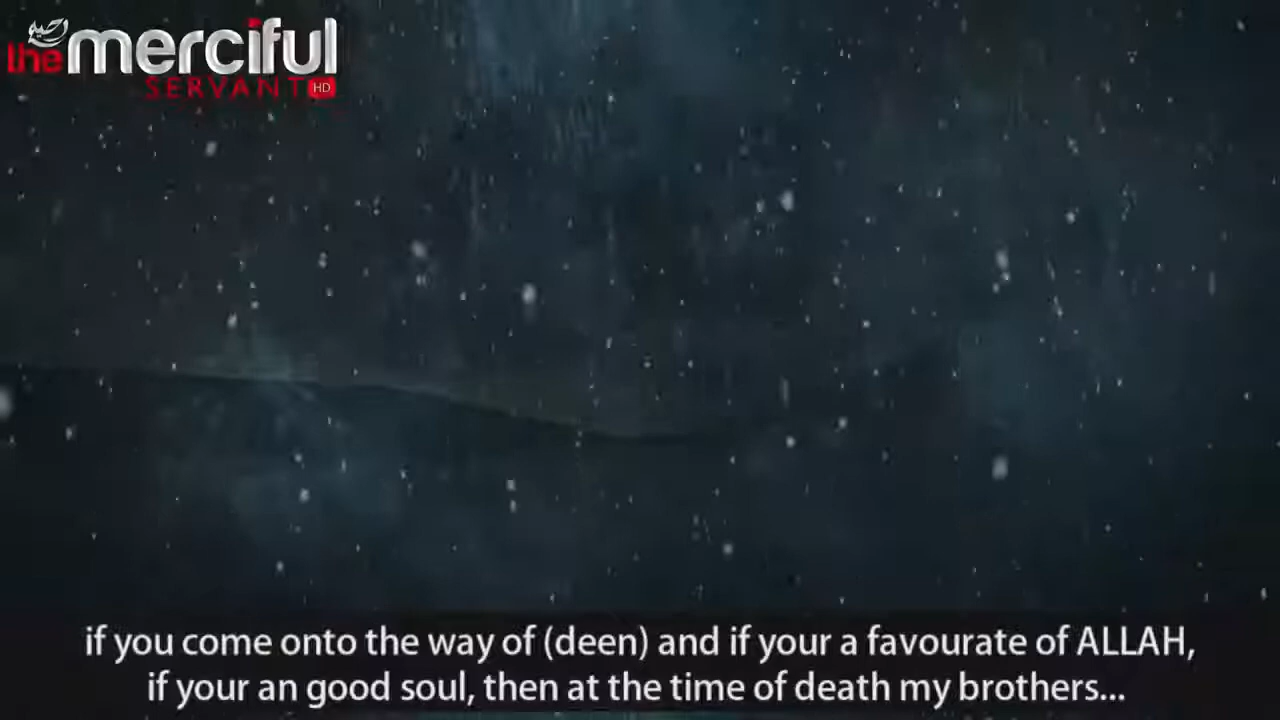 the merciful
SERVANT HD
if you come onto the way of (deen) and if your a favourate of ALLAH,
if your an good soul, then at the time of death my brothers...